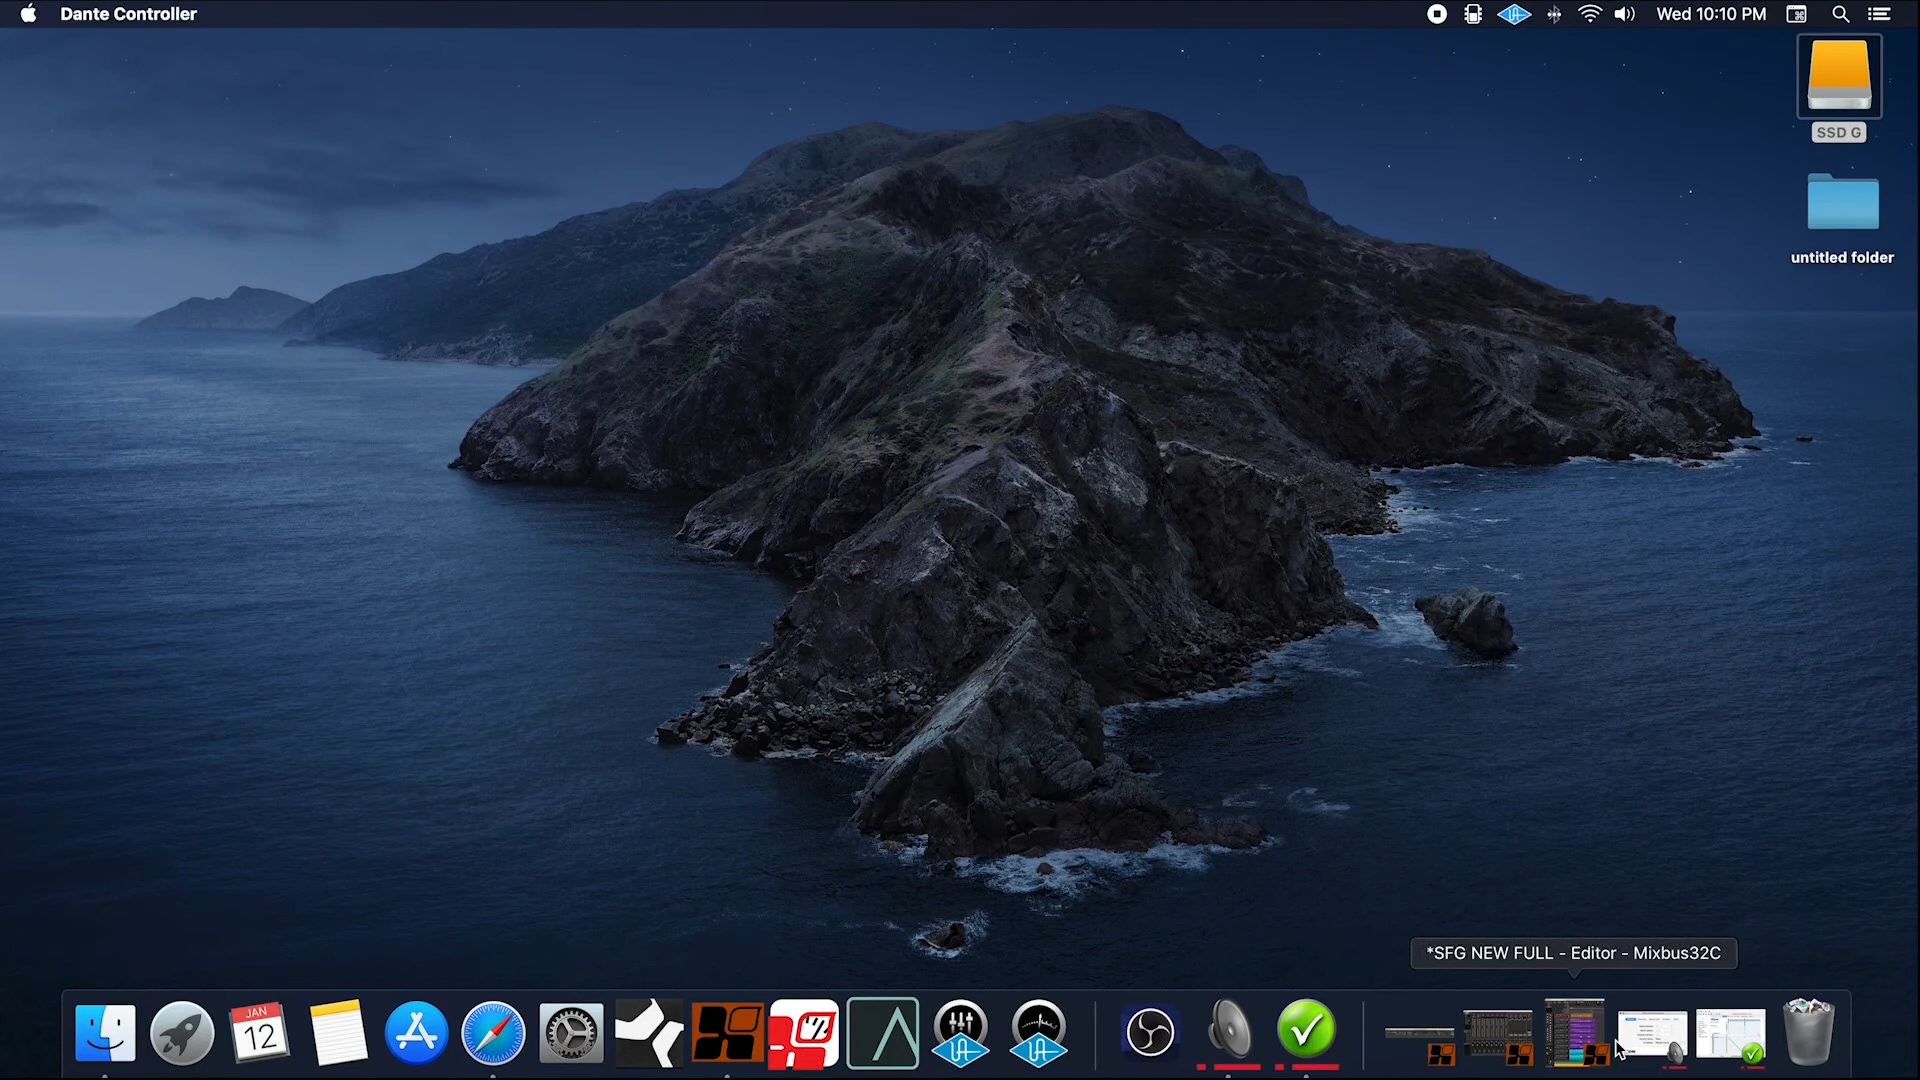 Dante Controller
Wed 10:10 PM
SSD G
untitled folder
*SFG NEW FULL - Editor - Mixbus32C
JAN
12